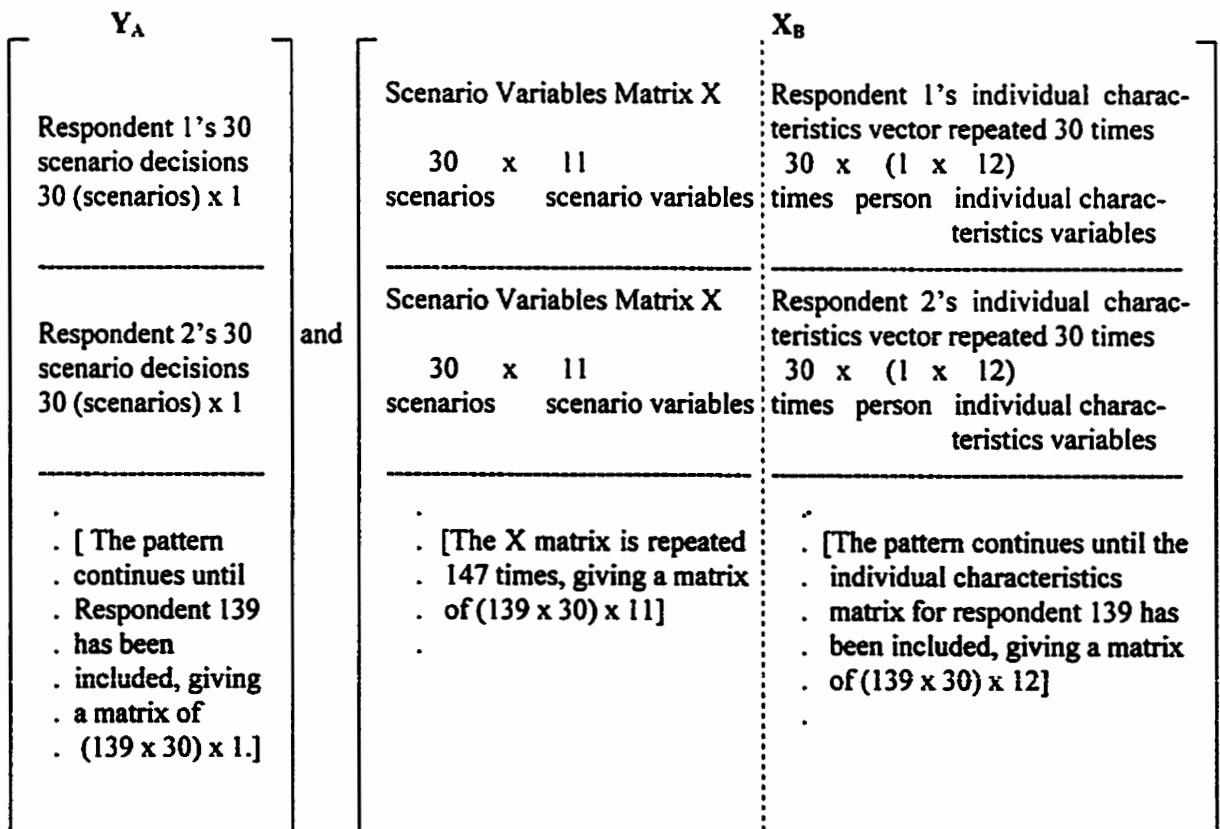 Y_A
X_B
Respondent 1's 30
scenario decisions
30 (scenarios) x 1
Scenario Variables Matrix X
30 x 11
scenarios scenario variables
Respondent 1's individual charac-
teristics vector repeated 30 times
30 x (1 x 12)
times person individual charac-
teristics variables
Respondent 2's 30
scenario decisions
30 (scenarios) x 1
and
Scenario Variables Matrix X
30 x 11
scenarios scenario variables
Respondent 2's individual charac-
teristics vector repeated 30 times
30 x (1 x 12)
times person individual charac-
teristics variables
.
. [ The pattern
. continues until
. Respondent 139
. has been
. included, giving
. a matrix of
. (139 x 30) x 1.]
.
. [The X matrix is repeated
. 147 times, giving a matrix
. of (139 x 30) x 11]
.
.
. [The pattern continues until the
. individual characteristics
. matrix for respondent 139 has
. been included, giving a matrix
. of (139 x 30) x 12]
.